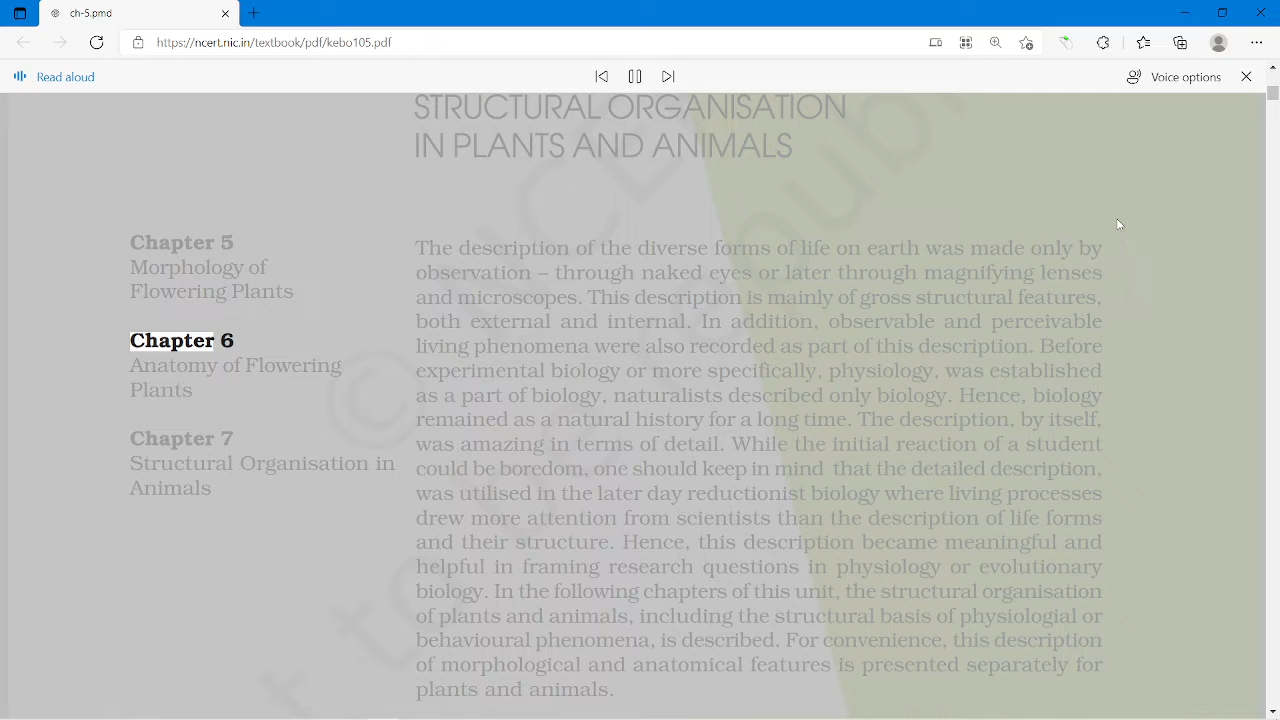 ch-5.pmd
https://ncert.nic.in/textbook/pdf/kebo105.pdf
Read aloud
Voice options
STRUCTURAL ORGANISATION
IN PLANTS AND ANIMALS
Chapter 5
Morphology of
Flowering Plants
Chapter 6
Anatomy of Flowering
Plants
Chapter 7
Structural Organisation in
Animals
The description of the diverse forms of life on earth was made only by
observation – through naked eyes or later through magnifying lenses
and microscopes. This description is mainly of gross structural features,
both external and internal. In addition, observable and perceivable
living phenomena were also recorded as part of this description. Before
experimental biology or more specifically, physiology, was established
as a part of biology, naturalists described only biology. Hence, biology
remained as a natural history for a long time. The description, by itself,
was amazing in terms of detail. While the initial reaction of a student
could be boredom, one should keep in mind that the detailed description,
was utilised in the later day reductionist biology where living processes
drew more attention from scientists than the description of life forms
and their structure. Hence, this description became meaningful and
helpful in framing research questions in physiology or evolutionary
biology. In the following chapters of this unit, the structural organisation
of plants and animals, including the structural basis of physiologial or
behavioural phenomena, is described. For convenience, this description
of morphological and anatomical features is presented separately for
plants and animals.